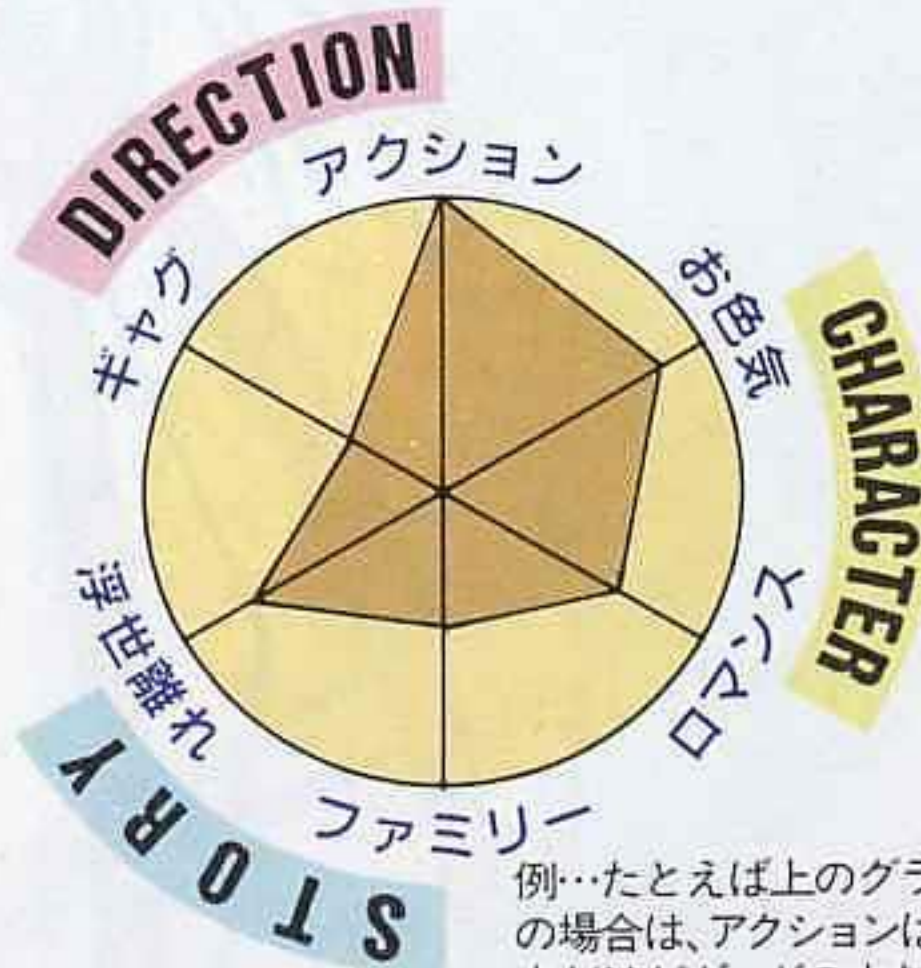 DIRECTION
アクション
お色気
CHARACTER
ギャグ
浮世離れ
ロマンス
STORY
ファミリー
例…たとえば上のグラ
の場合は、アクションは